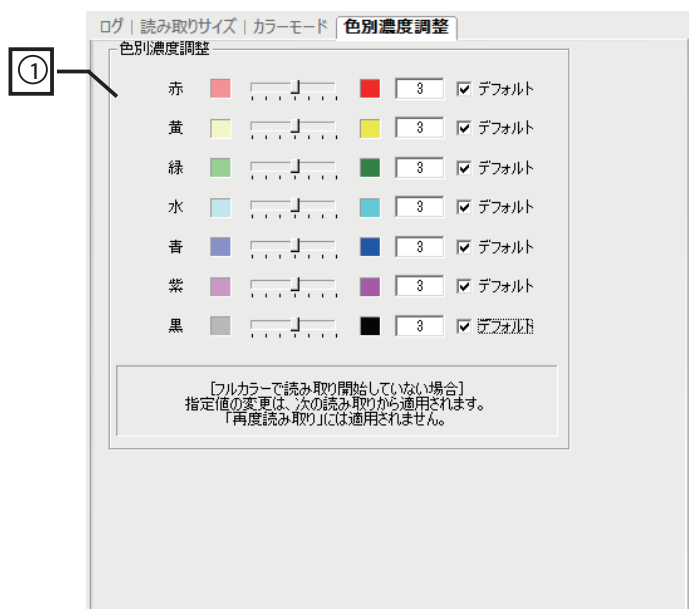 ログ | 読み取りサイズ | カラーモード | 色別濃度調整
色別濃度調整
①
赤 3 デフォルト
黄 3 デフォルト
緑 3 デフォルト
水 3 デフォルト
青 3 デフォルト
紫 3 デフォルト
黒 3 デフォルト
[フルカラーで読み取り開始していない場合]
指定値の変更は、次の読み取りから適用されます。
「再度読み取り」には適用されません。